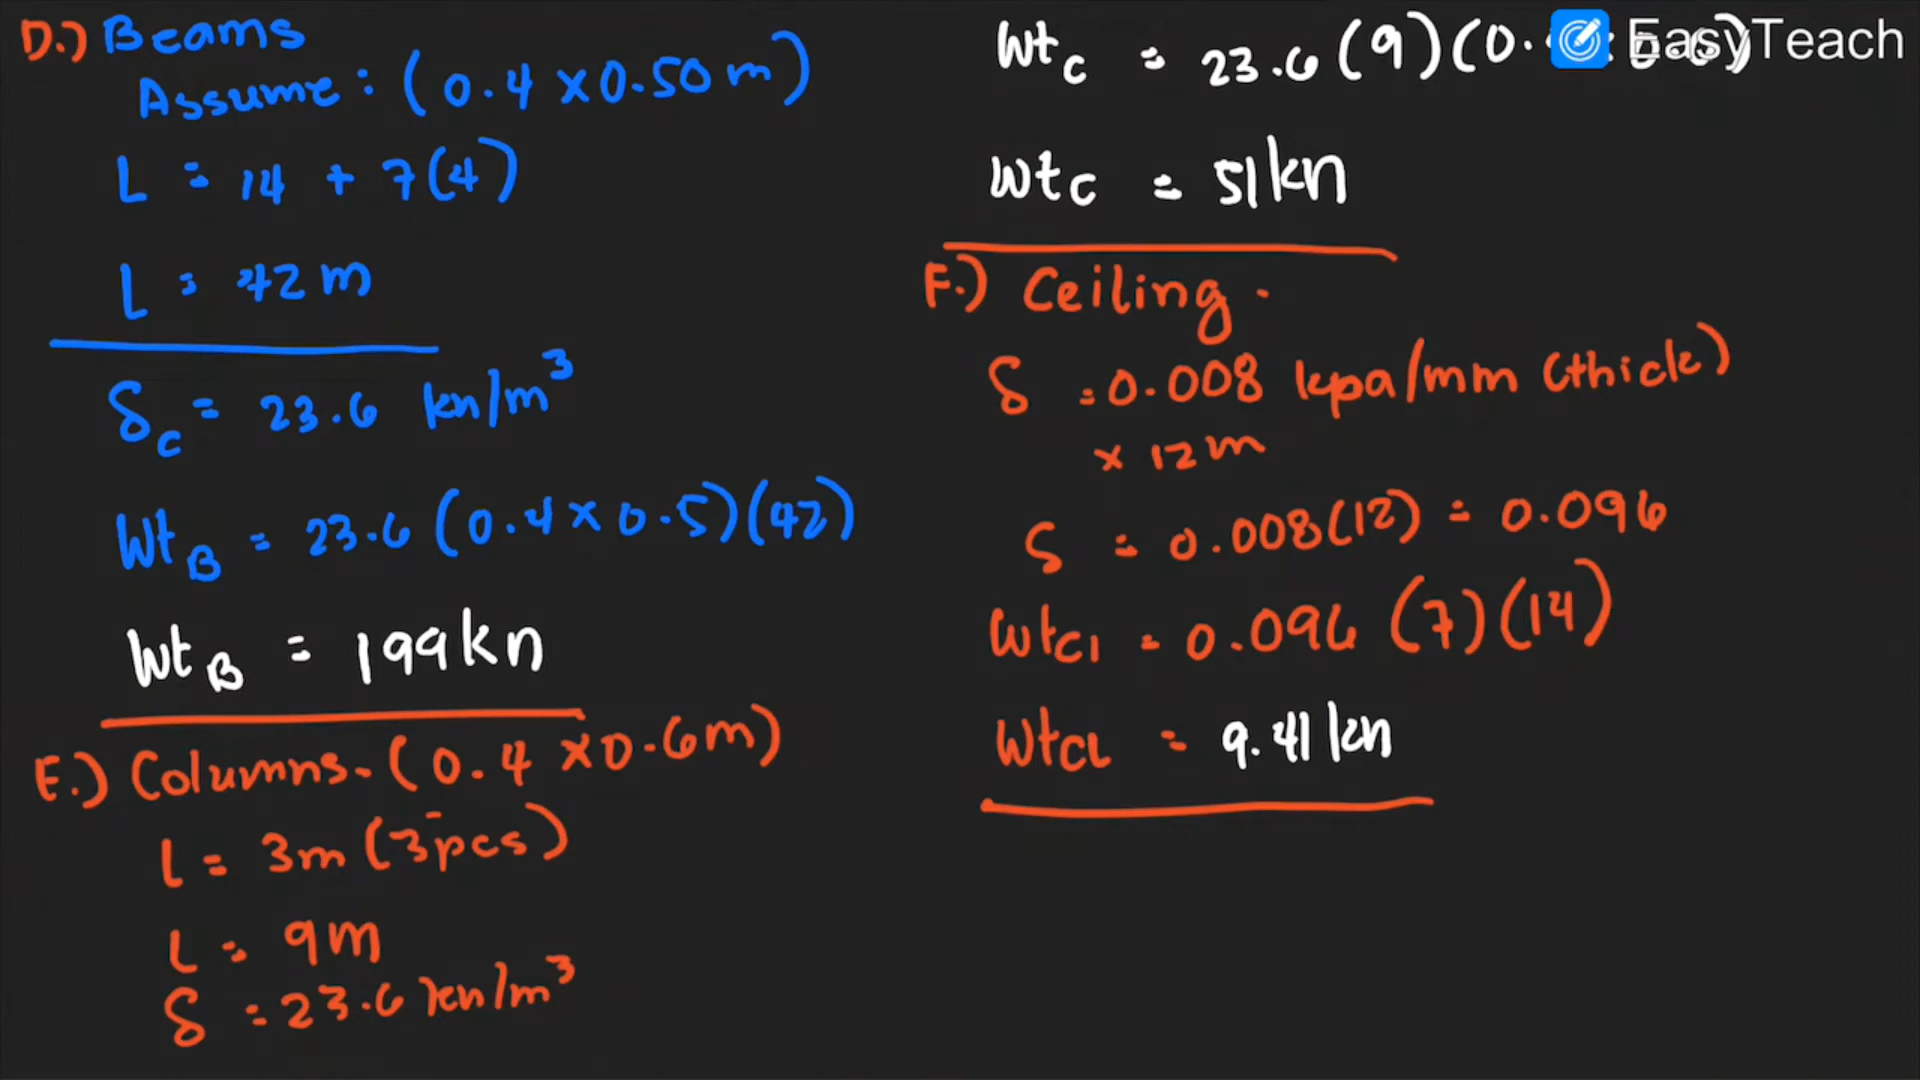 D.) Beams
Assume: (0.4 x 0.50 m)
L = 14 + 7(4)
L = 42 m
δc = 23.6 kn/m³
WtB = 23.6 (0.4 x 0.5)(42)
WtB = 199 kn
E.) Columns - (0.4 x 0.6m)
L = 3m (3 pcs)
L = 9m
δ = 23.6 kn/m³
Wtc = 23.6 (9)(0.
EasyTeach
Wtc = 51 kn
F.) Ceiling -
δ = 0.008 kpa/mm (thick)
x 12 m
δ = 0.008(12) = 0.096
WtCl = 0.096 (7)(14)
WtCL = 9.41 kn